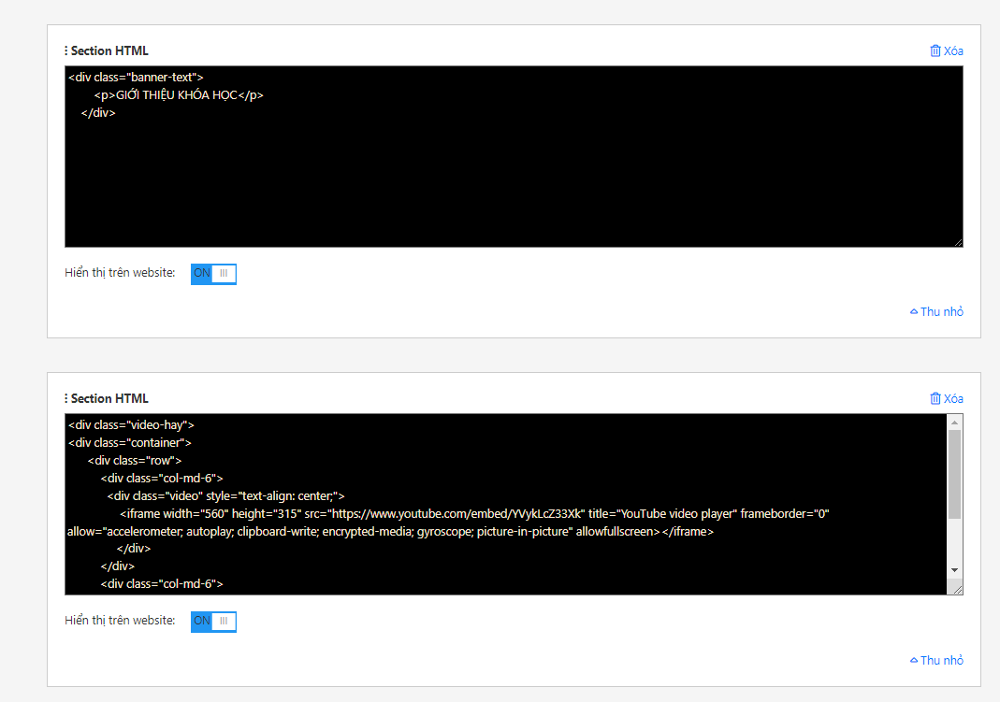 Section HTML
Xóa
<div class="banner-text">
<p>GIỚI THIỆU KHÓA HỌC</p>
</div>
Hiển thị trên website:
ON
Thu nhỏ
Section HTML
Xóa
<div class="video-hay">
<div class="container">
<div class="row">
<div class="col-md-6">
<div class="video" style="text-align: center;">
<iframe width="560" height="315" src="https://www.youtube.com/embed/YVykLcZ33Xk" title="YouTube video player" frameborder="0"
allow="accelerometer; autoplay; clipboard-write; encrypted-media; gyroscope; picture-in-picture" allowfullscreen></iframe>
</div>
</div>
<div class="col-md-6">
Hiển thị trên website:
ON
Thu nhỏ